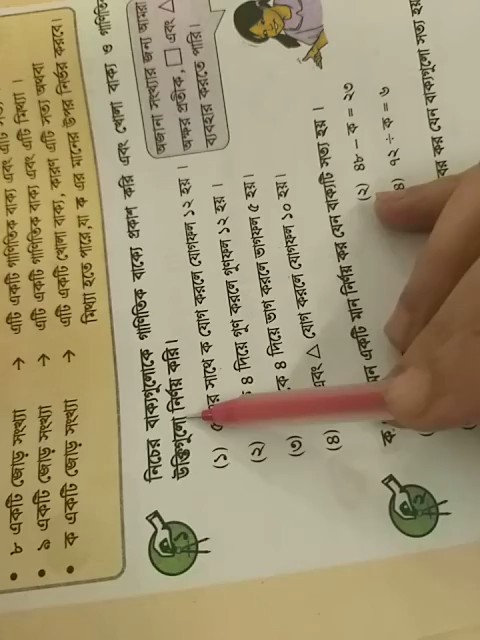 • ৮ একটি জোড় সংখ্যা → এটি একটি গাণিতিক বাক্য এবং এটি সত্য
• ৯ একটি জোড় সংখ্যা → এটি একটি গাণিতিক বাক্য এবং এটি মিথ্যা ।
• ক একটি জোড় সংখ্যা → এটি একটি খোলা বাক্য, কারণ এটি সত্য অথবা
মিথ্যা হতে পারে,যা ক এর মানের উপর নির্ভর করবে।
১
নিচের বাক্যগুলোকে গাণিতিক বাক্যে প্রকাশ করি এবং খোলা বাক্য ও গাণিতিক
উক্তিগুলো নির্ণয় করি।
অজানা সংখ্যার জন্য আমরা
অক্ষর প্রতীক, □ এবং △
ব্যবহার করতে পারি।
(১) সাথে ক যোগ করলে যোগফল ১২ হয় ।
(২) ৪ দিয়ে গুণ করলে গুণফল ১২ হয় ।
(৩) ৪ দিয়ে ভাগ করলে ভাগফল ৫ হয়।
(৪) এবং △ যোগ করলে যোগফল ১০ হয়।
২
একটি মান নির্ণয় কর যেন বাক্যটি সত্য হয় ।
(২) ৪৮ − ক = ২৩
৪) ৭২ ÷ ক = ৬
কর যেন বাক্যগুলো সত্য হয়